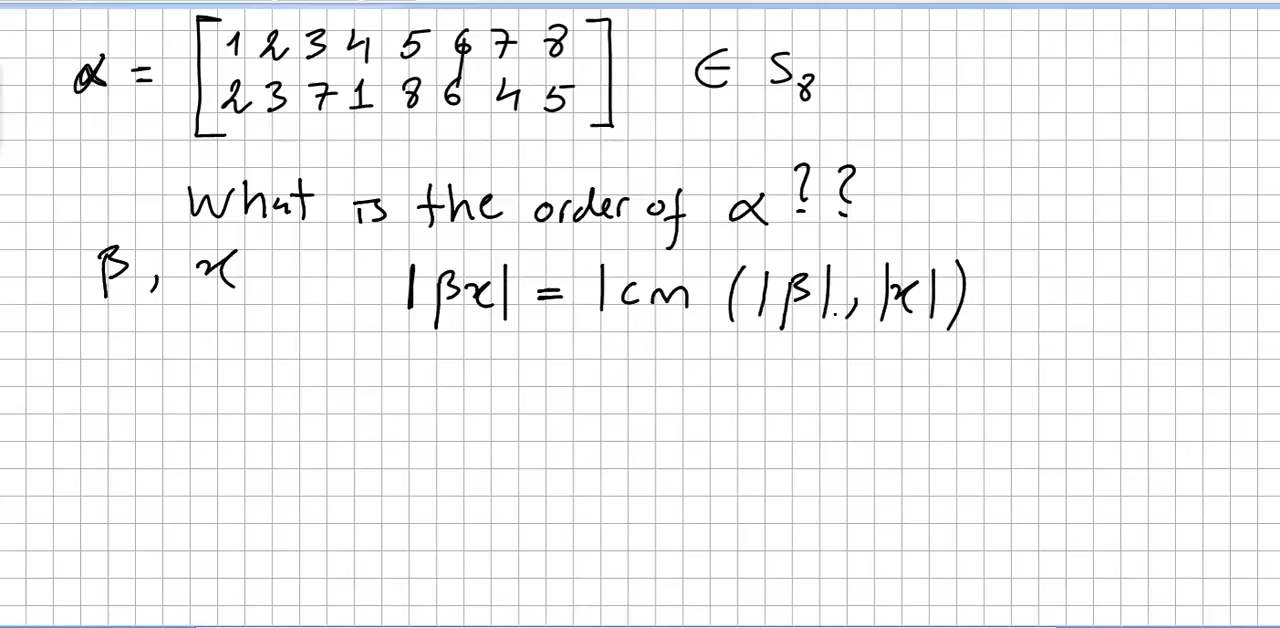 α = [ 1 2 3 4 5 6 7 8
2 3 7 1 8 6 4 5 ] ∈ S₈
What is the order of α ??
β , x |βx| = lcm (|β|, |x|)